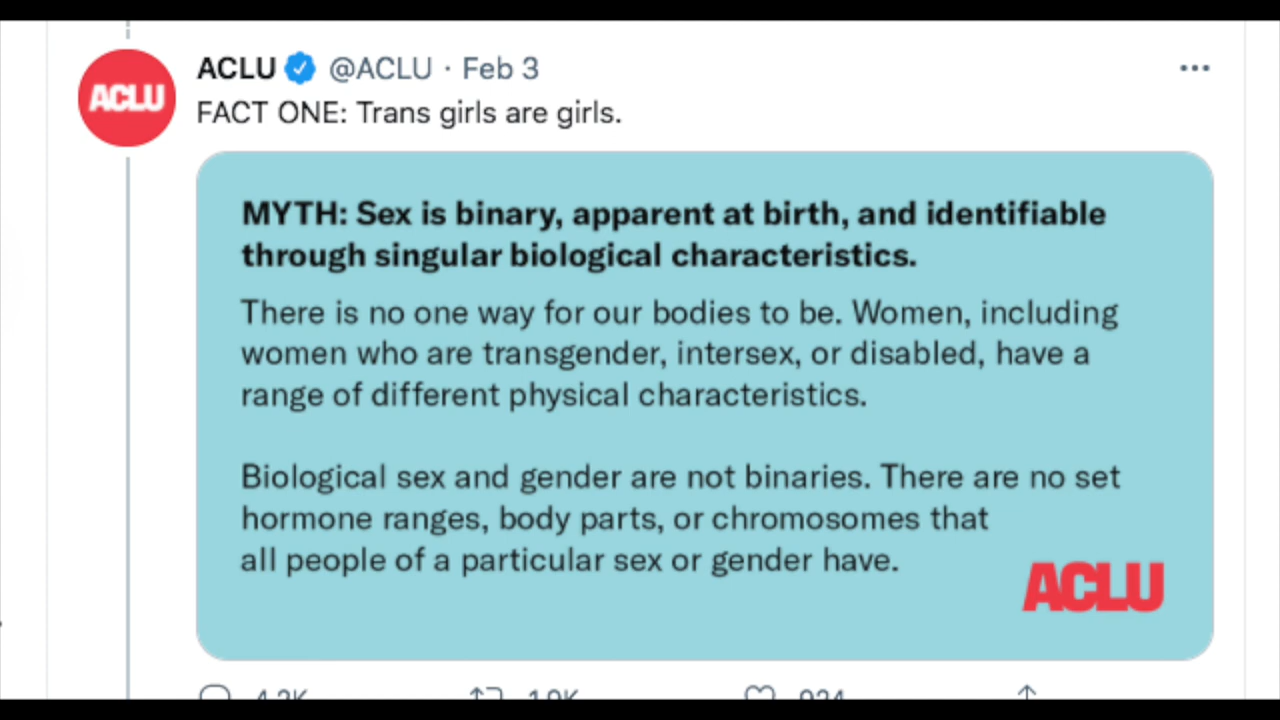 ACLU @ACLU · Feb 3
ACLU
FACT ONE: Trans girls are girls.
MYTH: Sex is binary, apparent at birth, and identifiable
through singular biological characteristics.
There is no one way for our bodies to be. Women, including
women who are transgender, intersex, or disabled, have a
range of different physical characteristics.
Biological sex and gender are not binaries. There are no set
hormone ranges, body parts, or chromosomes that
all people of a particular sex or gender have.
ACLU